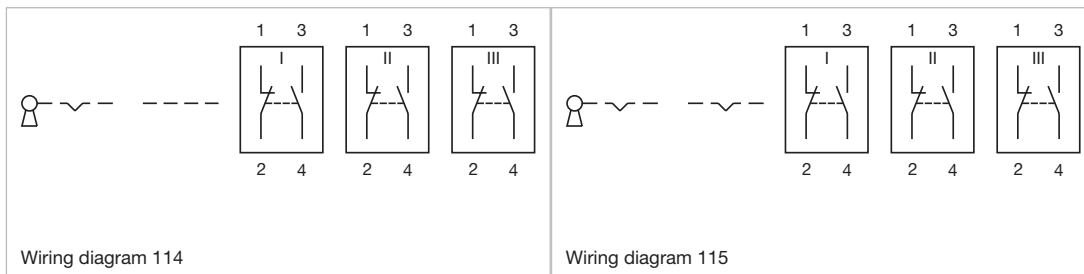 1 3 1 3 1 3 1 3 1 3 1 3
I II III I II III
2 4 2 4 2 4 2 4 2 4 2 4
Wiring diagram 114
Wiring diagram 115